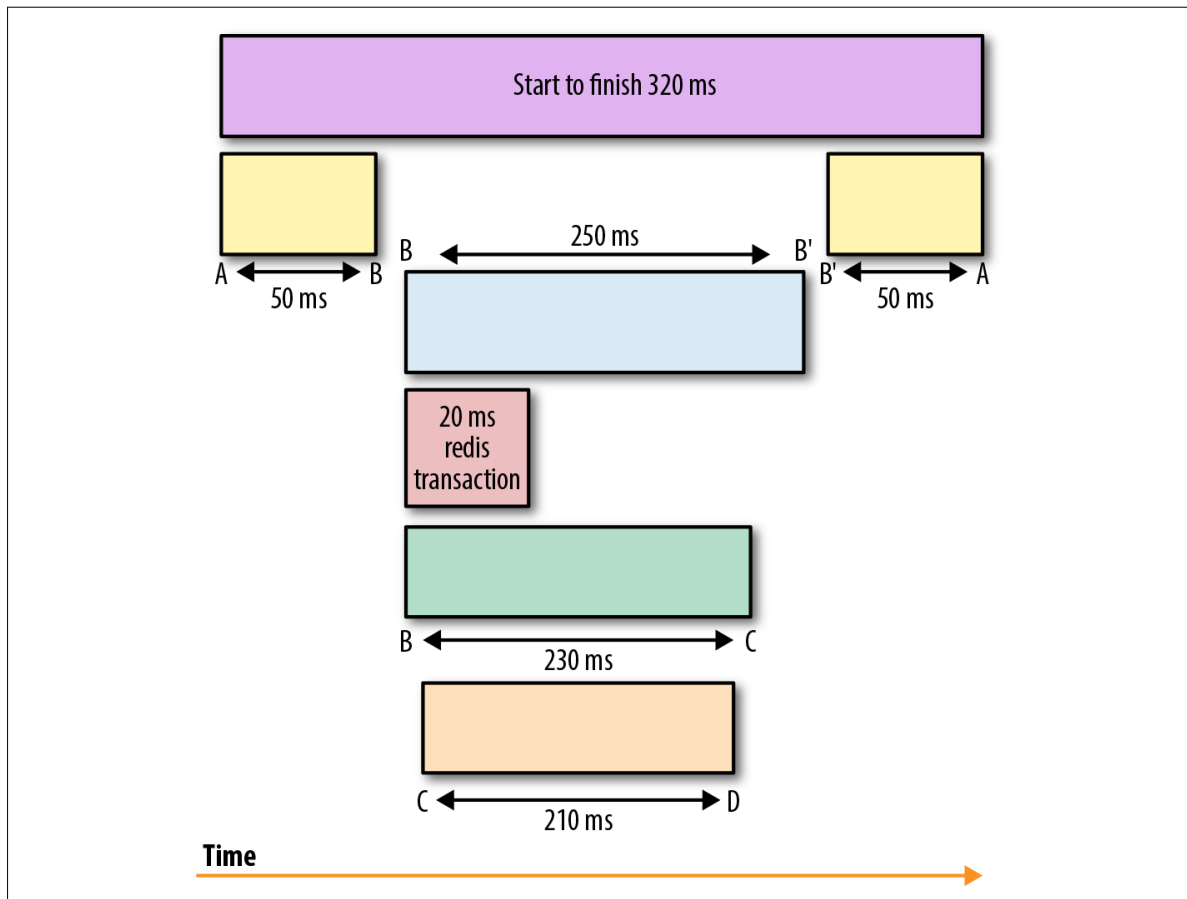 Start to finish 320 ms
B
250 ms
B'
A
B
50 ms
B'
A
50 ms
20 ms
redis
transaction
B
C
230 ms
C
D
210 ms
Time